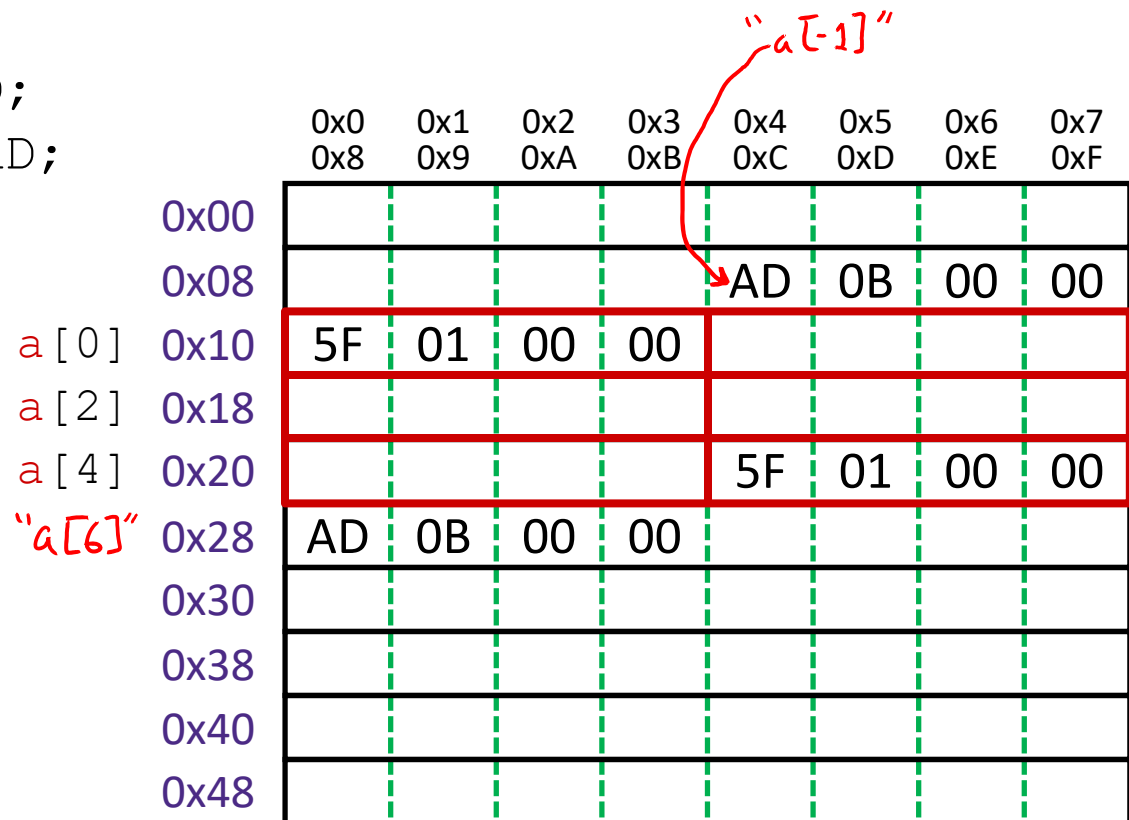 "a[-1]"
);
D;
0x0 0x1 0x2 0x3 0x4 0x5 0x6 0x7
0x8 0x9 0xA 0xB 0xC 0xD 0xE 0xF
0x00
0x08 AD 0B 00 00
a[0] 0x10 5F 01 00 00
a[2] 0x18
a[4] 0x20 5F 01 00 00
"a[6]" 0x28 AD 0B 00 00
0x30
0x38
0x40
0x48